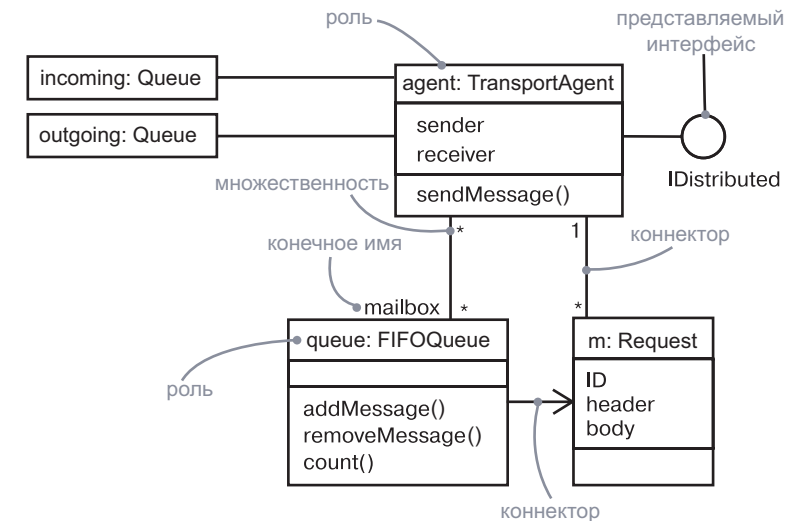 роль
представляемый
интерфейс
incoming: Queue
agent: TransportAgent
outgoing: Queue
sender
receiver
IDistributed
множественность
sendMessage()
*
1
коннектор
конечное имя
mailbox
*
*
queue: FIFOQueue
m: Request
роль
ID
header
body
addMessage()
removeMessage()
count()
коннектор